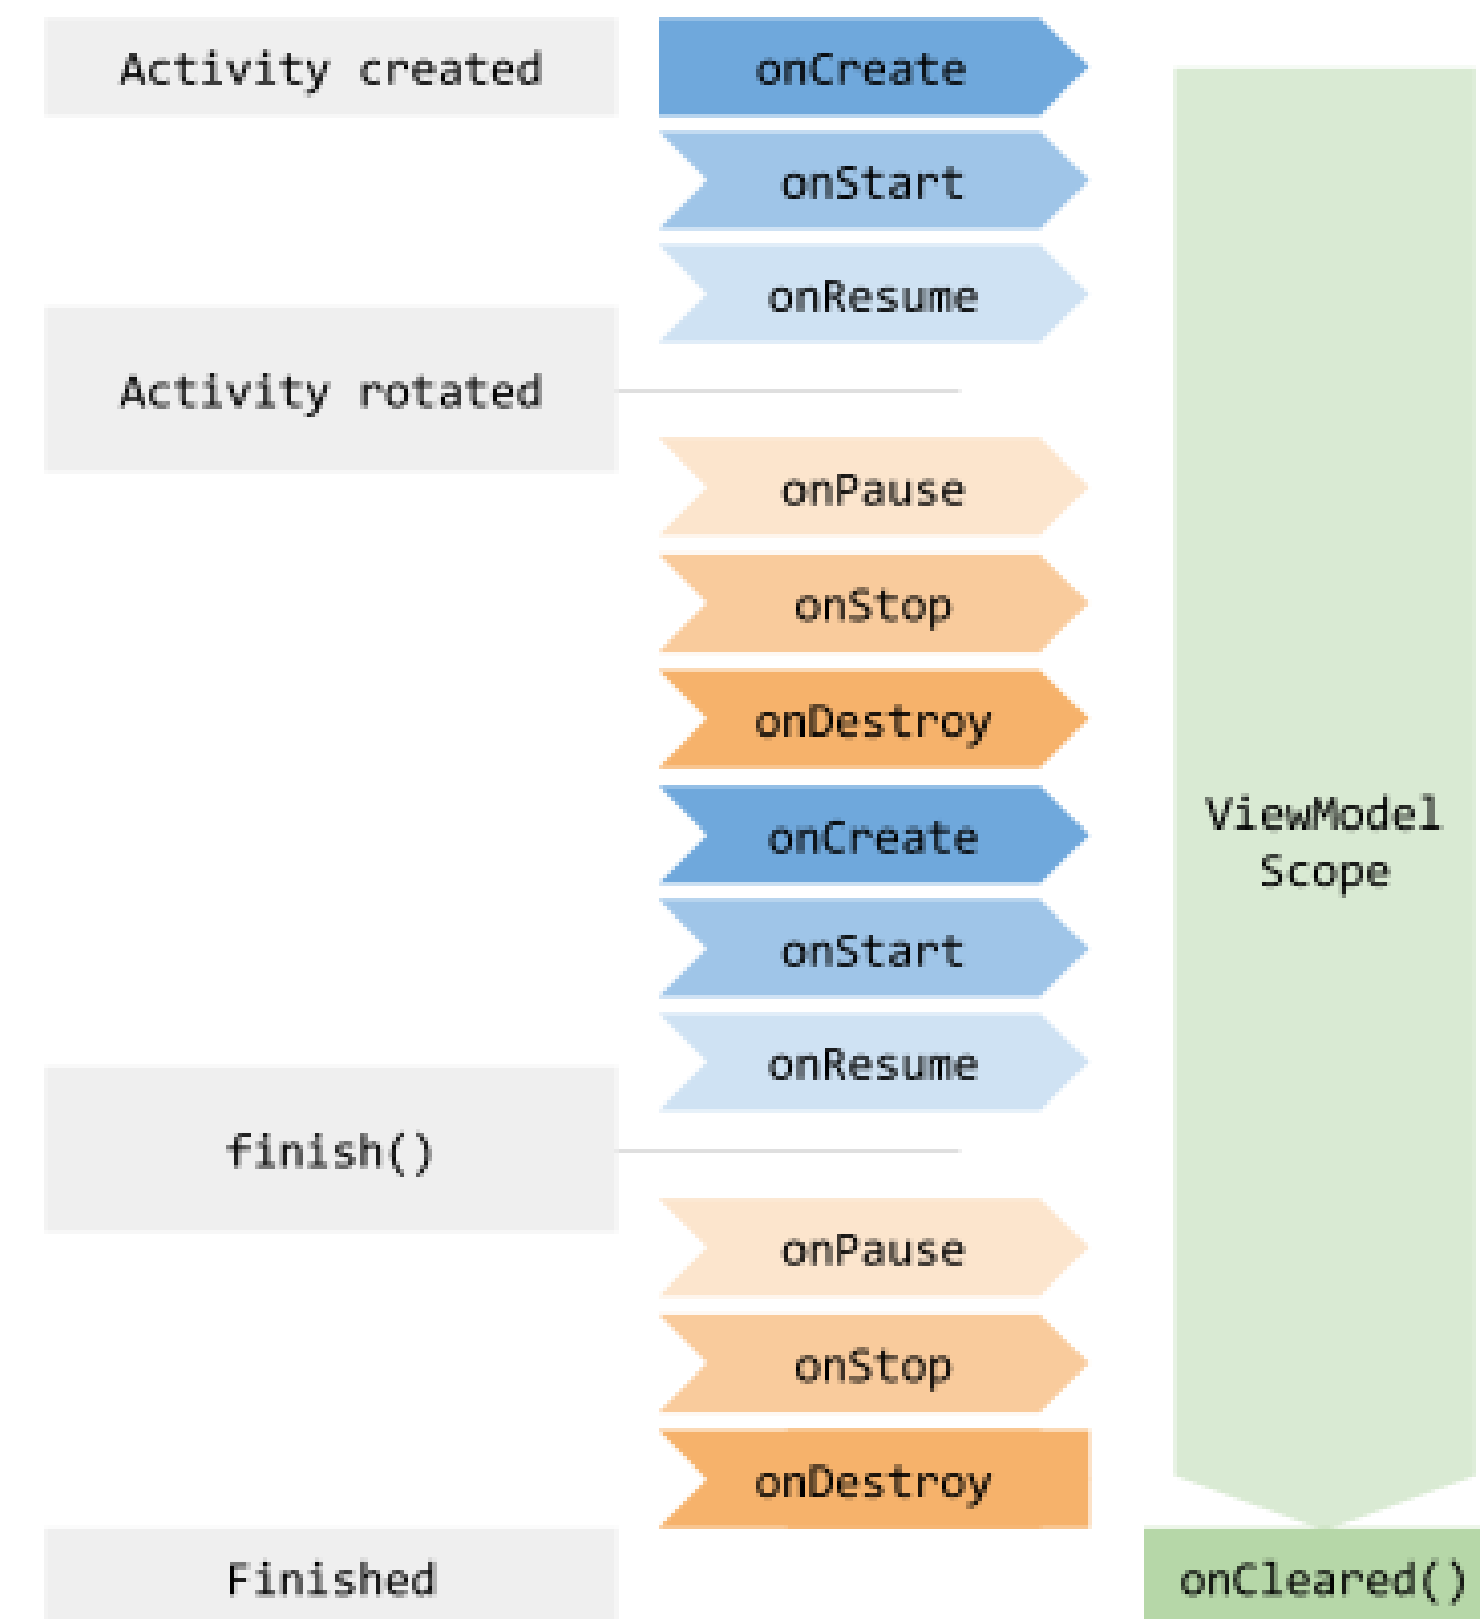 Activity created
onCreate
onStart
onResume
Activity rotated
onPause
onStop
onDestroy
onCreate
ViewModel
Scope
onStart
onResume
finish()
onPause
onStop
onDestroy
Finished
onCleared()